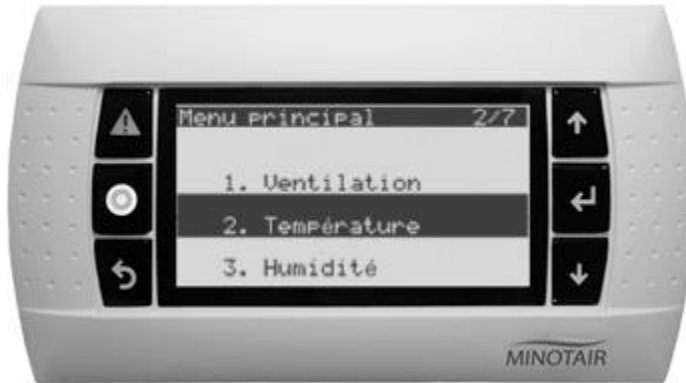 Menu principal 2/7
1. Ventilation
2. Température
3. Humidité
MINOTAIR